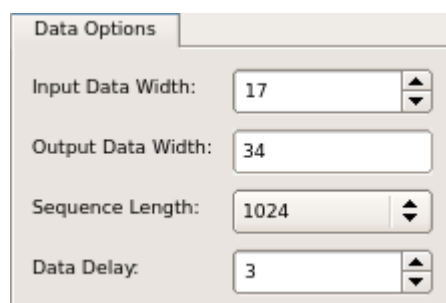 Data Options
Input Data Width: 17
Output Data Width: 34
Sequence Length: 1024
Data Delay: 3